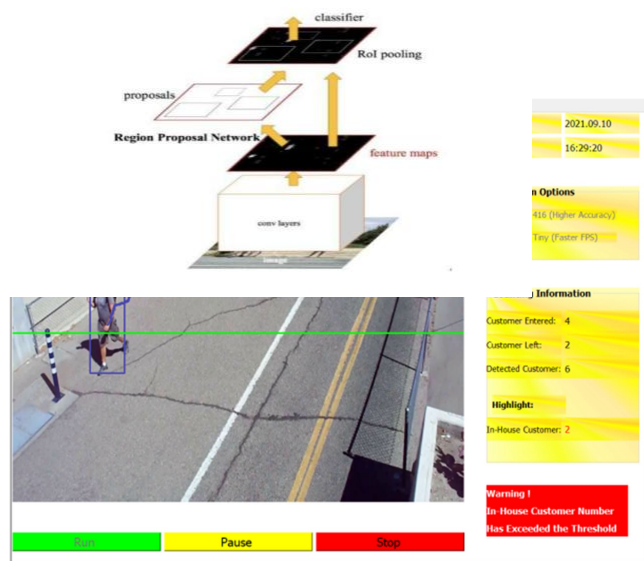 classifier
RoI pooling
proposals
Region Proposal Network
feature maps
conv layers
image
2021.09.10
16:29:20
n Options
416 (Higher Accuracy)
Tiny (Faster FPS)
g Information
Customer Entered: 4
Customer Left: 2
Detected Customer: 6
Highlight:
In-House Customer: 2
Warning !
In-House Customer Number
Has Exceeded the Threshold
Run
Pause
Stop